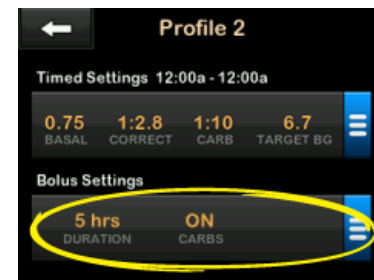 Profile 2
Timed Settings 12:00a - 12:00a
0.75 1:2.8 1:10 6.7
BASAL CORRECT CARB TARGET BG
Bolus Settings
5 hrs ON
DURATION CARBS